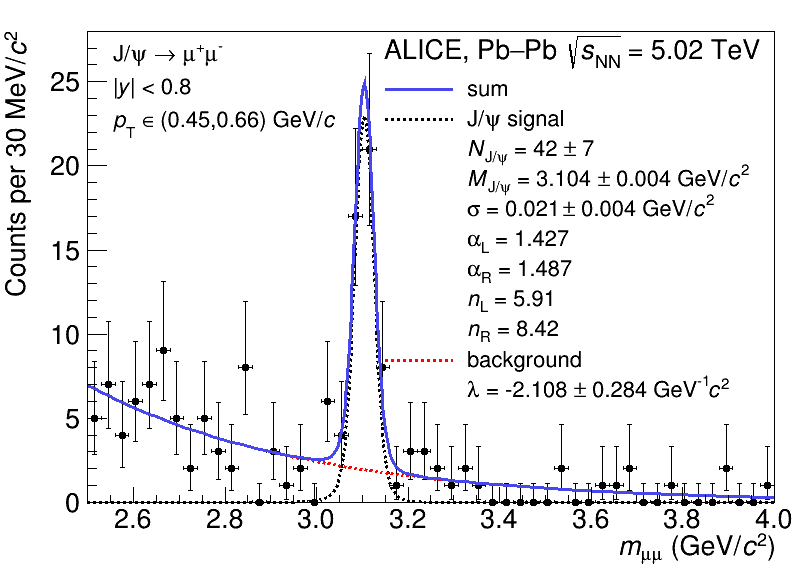 J/ψ → μ⁺μ⁻
|y| < 0.8
p_T ∈ (0.45,0.66) GeV/c
ALICE, Pb–Pb √s_NN = 5.02 TeV
sum
J/ψ signal
N_J/ψ = 42 ± 7
M_J/ψ = 3.104 ± 0.004 GeV/c²
σ = 0.021 ± 0.004 GeV/c²
α_L = 1.427
α_R = 1.487
n_L = 5.91
n_R = 8.42
background
λ = -2.108 ± 0.284 GeV⁻¹c²
Counts per 30 MeV/c²
25
20
15
10
5
0
2.6 2.8 3.0 3.2 3.4 3.6 3.8 4.0
m_μμ (GeV/c²)